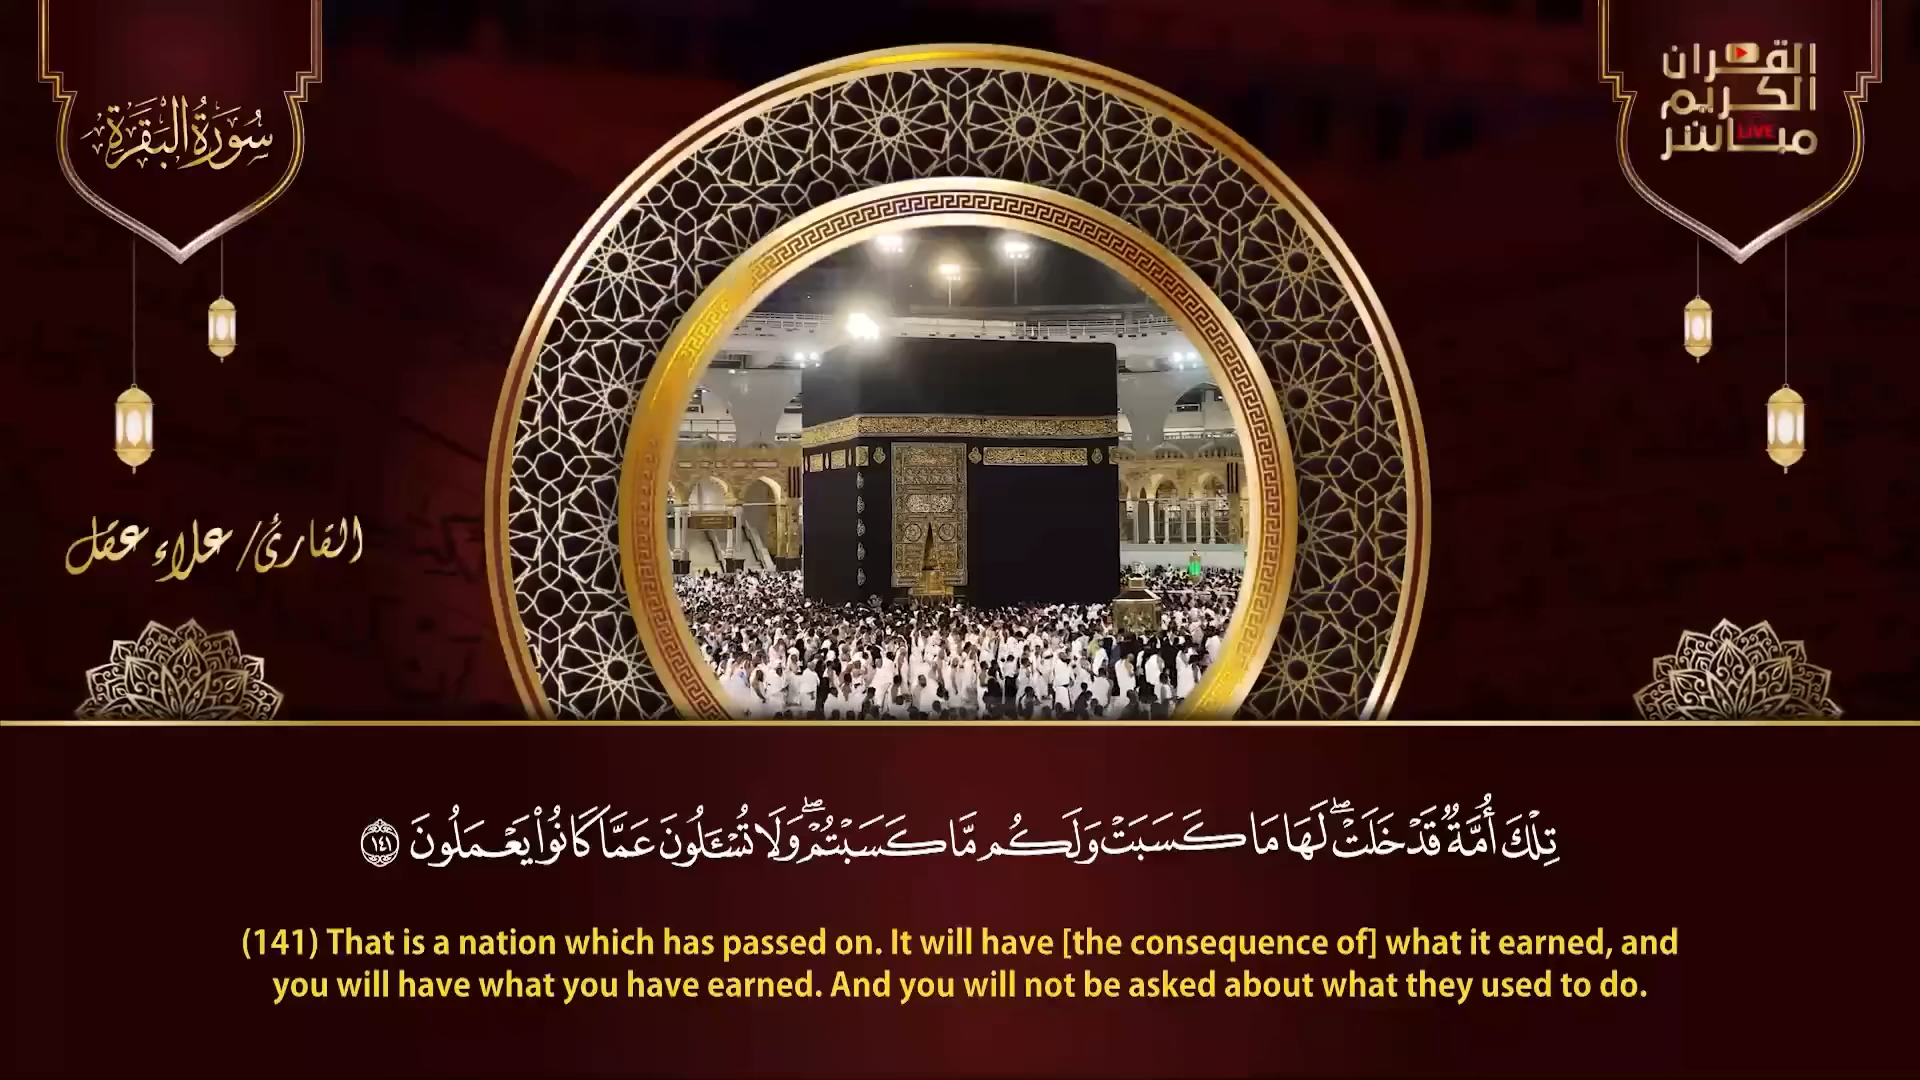 سُورَةُ البَقَرَةِ
القرآن
الكريم
مباشر
LIVE
القارئ/ علاء عقل
تِلْكَ أُمَّةٌ قَدْ خَلَتْ ۖ لَهَا مَا كَسَبَتْ وَلَكُم مَّا كَسَبْتُمْ ۖ وَلَا تُسْـَٔلُونَ عَمَّا كَانُوا۟ يَعْمَلُونَ ١٤١
(141) That is a nation which has passed on. It will have [the consequence of] what it earned, and
you will have what you have earned. And you will not be asked about what they used to do.